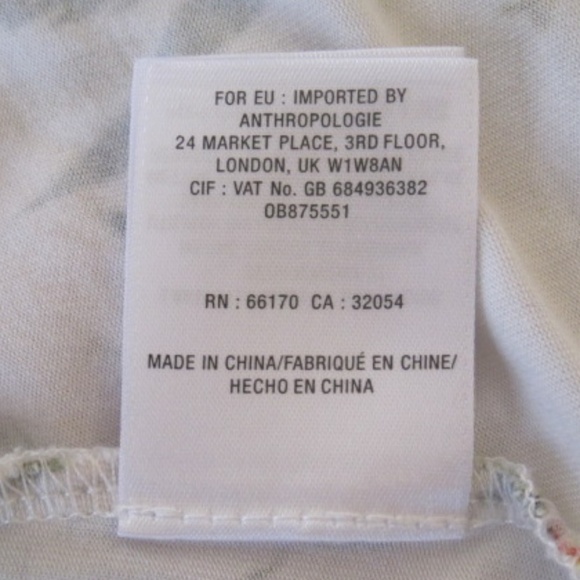 FOR EU : IMPORTED BY
ANTHROPOLOGIE
24 MARKET PLACE, 3RD FLOOR,
LONDON, UK W1W8AN
CIF : VAT No. GB 684936382
0B875551
RN : 66170 CA : 32054
MADE IN CHINA/FABRIQUÉ EN CHINE/
HECHO EN CHINA